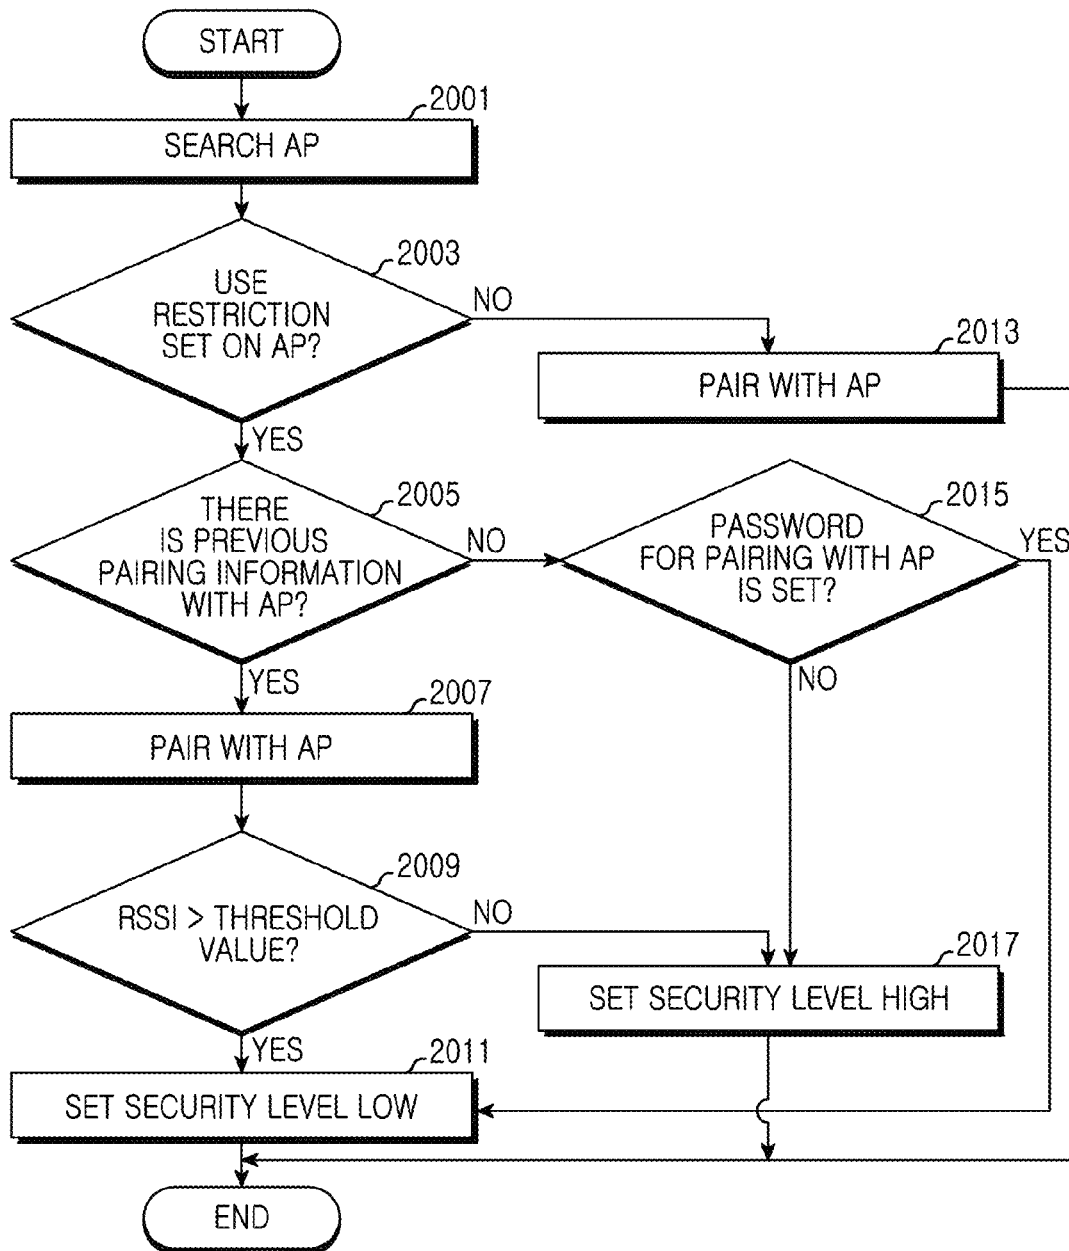 START
2001
SEARCH AP
2003
USE
RESTRICTION
SET ON AP?
NO
2013
PAIR WITH AP
YES
2005
THERE
IS PREVIOUS
PAIRING INFORMATION
WITH AP?
NO
2015
PASSWORD
FOR PAIRING WITH AP
IS SET?
YES
NO
YES
2007
PAIR WITH AP
2009
RSSI > THRESHOLD
VALUE?
NO
2017
SET SECURITY LEVEL HIGH
YES
2011
SET SECURITY LEVEL LOW
END